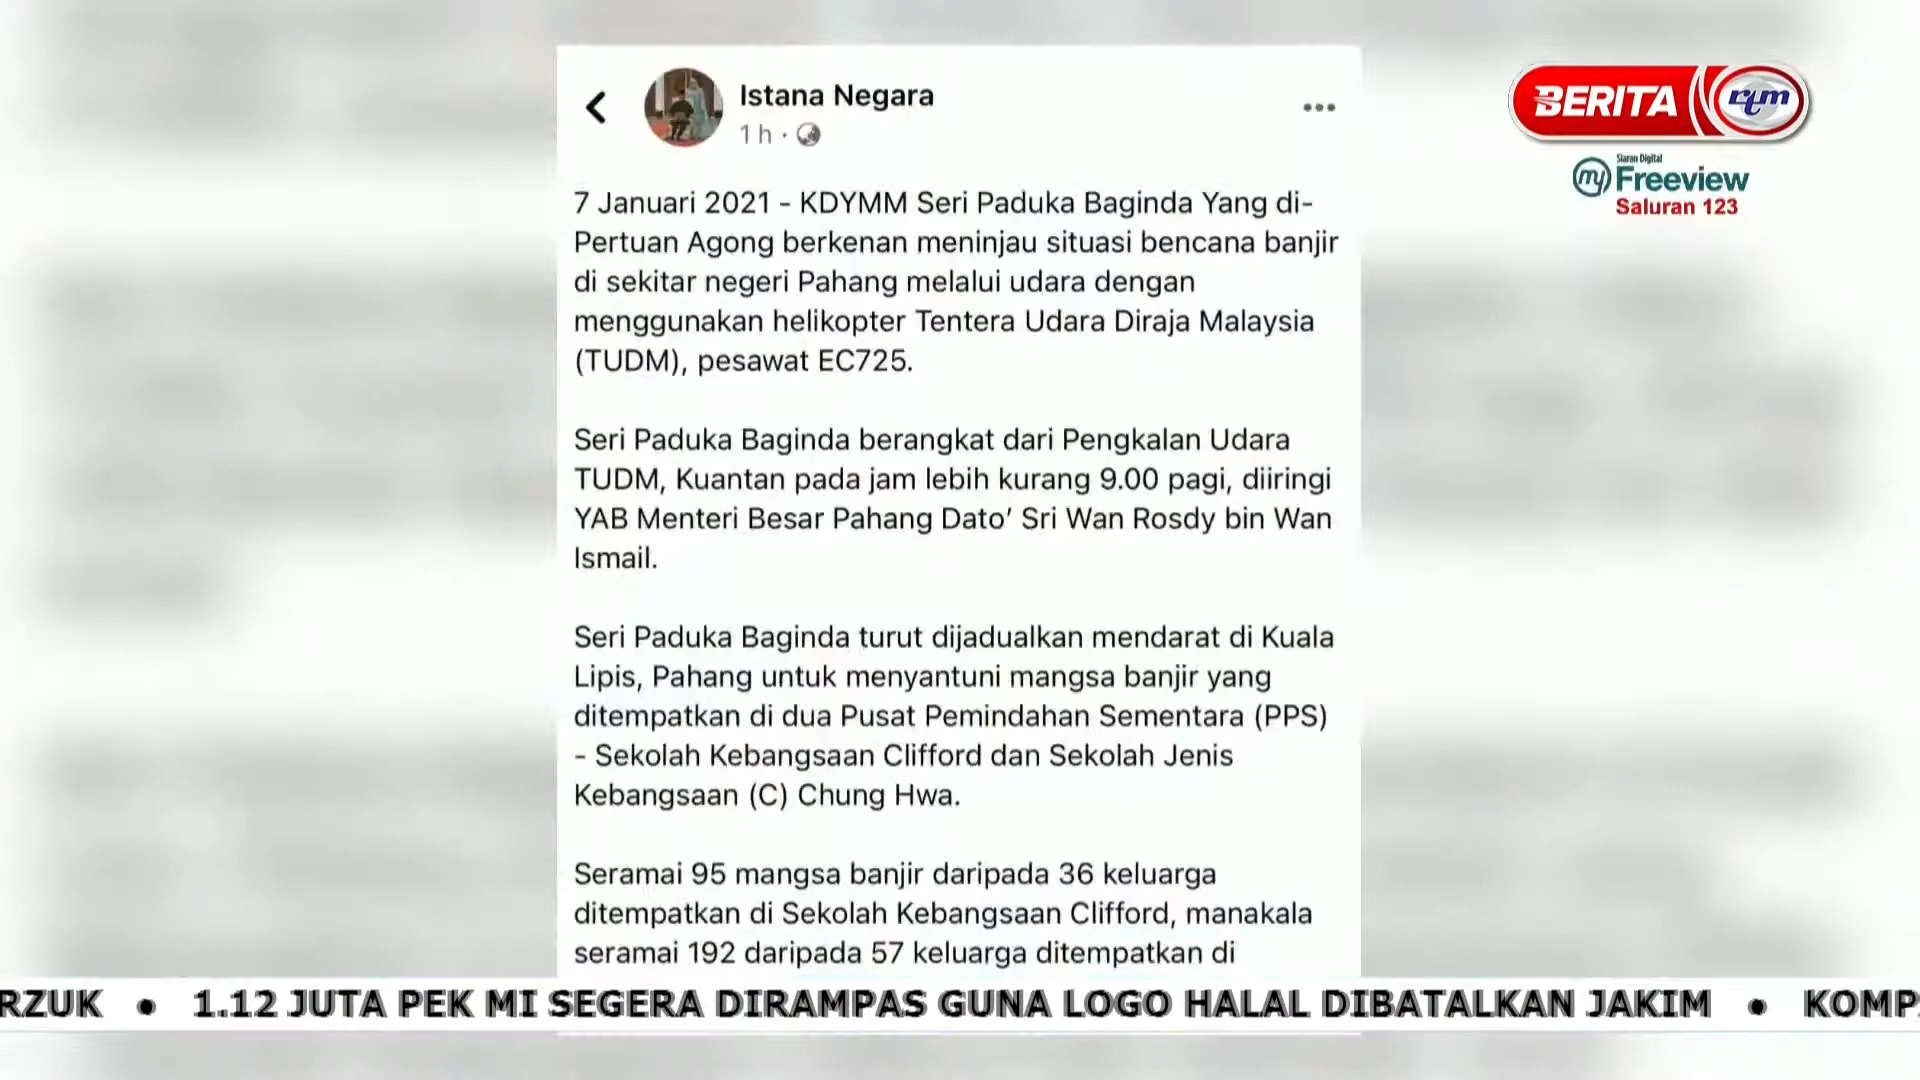 Istana Negara
1 h ·
7 Januari 2021 - KDYMM Seri Paduka Baginda Yang di-
Pertuan Agong berkenan meninjau situasi bencana banjir
di sekitar negeri Pahang melalui udara dengan
menggunakan helikopter Tentera Udara Diraja Malaysia
(TUDM), pesawat EC725.
Seri Paduka Baginda berangkat dari Pengkalan Udara
TUDM, Kuantan pada jam lebih kurang 9.00 pagi, diiringi
YAB Menteri Besar Pahang Dato’ Sri Wan Rosdy bin Wan
Ismail.
Seri Paduka Baginda turut dijadualkan mendarat di Kuala
Lipis, Pahang untuk menyantuni mangsa banjir yang
ditempatkan di dua Pusat Pemindahan Sementara (PPS)
- Sekolah Kebangsaan Clifford dan Sekolah Jenis
Kebangsaan (C) Chung Hwa.
Seramai 95 mangsa banjir daripada 36 keluarga
ditempatkan di Sekolah Kebangsaan Clifford, manakala
seramai 192 daripada 57 keluarga ditempatkan di
BERITA rtm
Siaran Digital
my Freeview
Saluran 123
RZUK • 1.12 JUTA PEK MI SEGERA DIRAMPAS GUNA LOGO HALAL DIBATALKAN JAKIM • KOMP